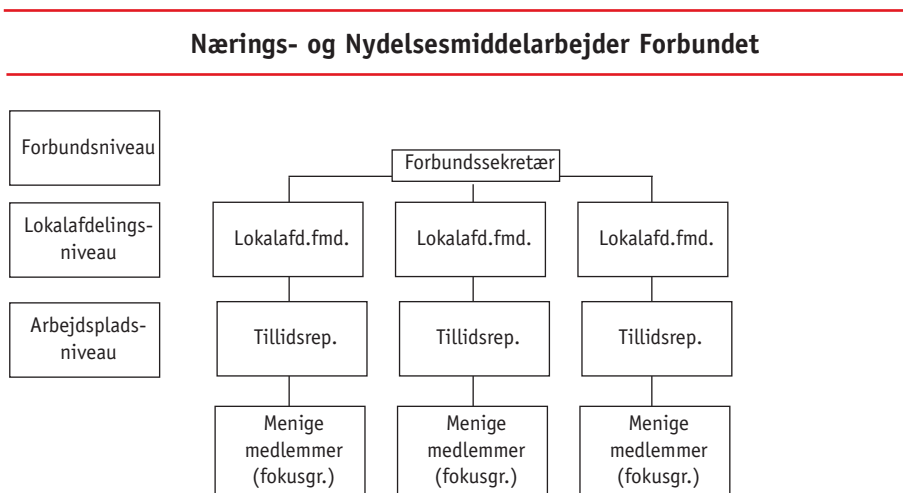 Nærings- og Nydelsesmiddelarbejder Forbundet
Forbundsniveau
Forbundssekretær
Lokalafdelings-
niveau
Lokalafd.fmd.
Lokalafd.fmd.
Lokalafd.fmd.
Arbejdsplads-
niveau
Tillidsrep.
Tillidsrep.
Tillidsrep.
Menige
medlemmer
(fokusgr.)
Menige
medlemmer
(fokusgr.)
Menige
medlemmer
(fokusgr.)